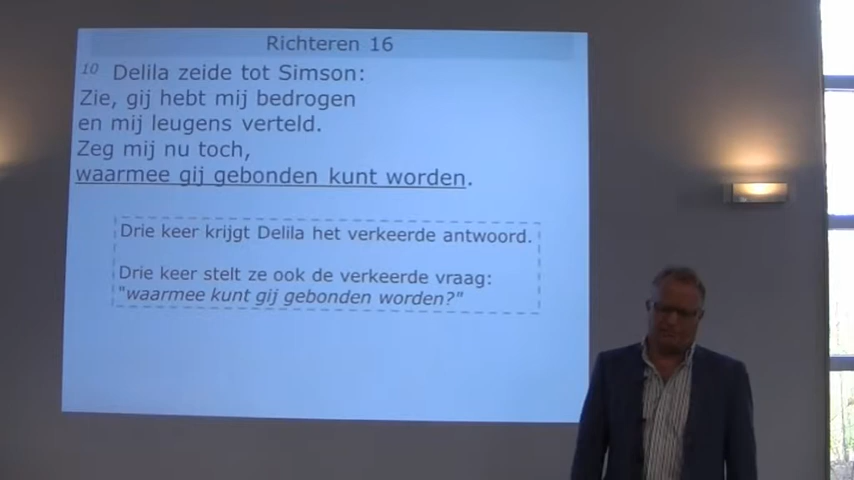 Richteren 16
10 Delila zeide tot Simson:
Zie, gij hebt mij bedrogen
en mij leugens verteld.
Zeg mij nu toch,
waarmee gij gebonden kunt worden.
Drie keer krijgt Delila het verkeerde antwoord.
Drie keer stelt ze ook de verkeerde vraag:
"waarmee kunt gij gebonden worden?"